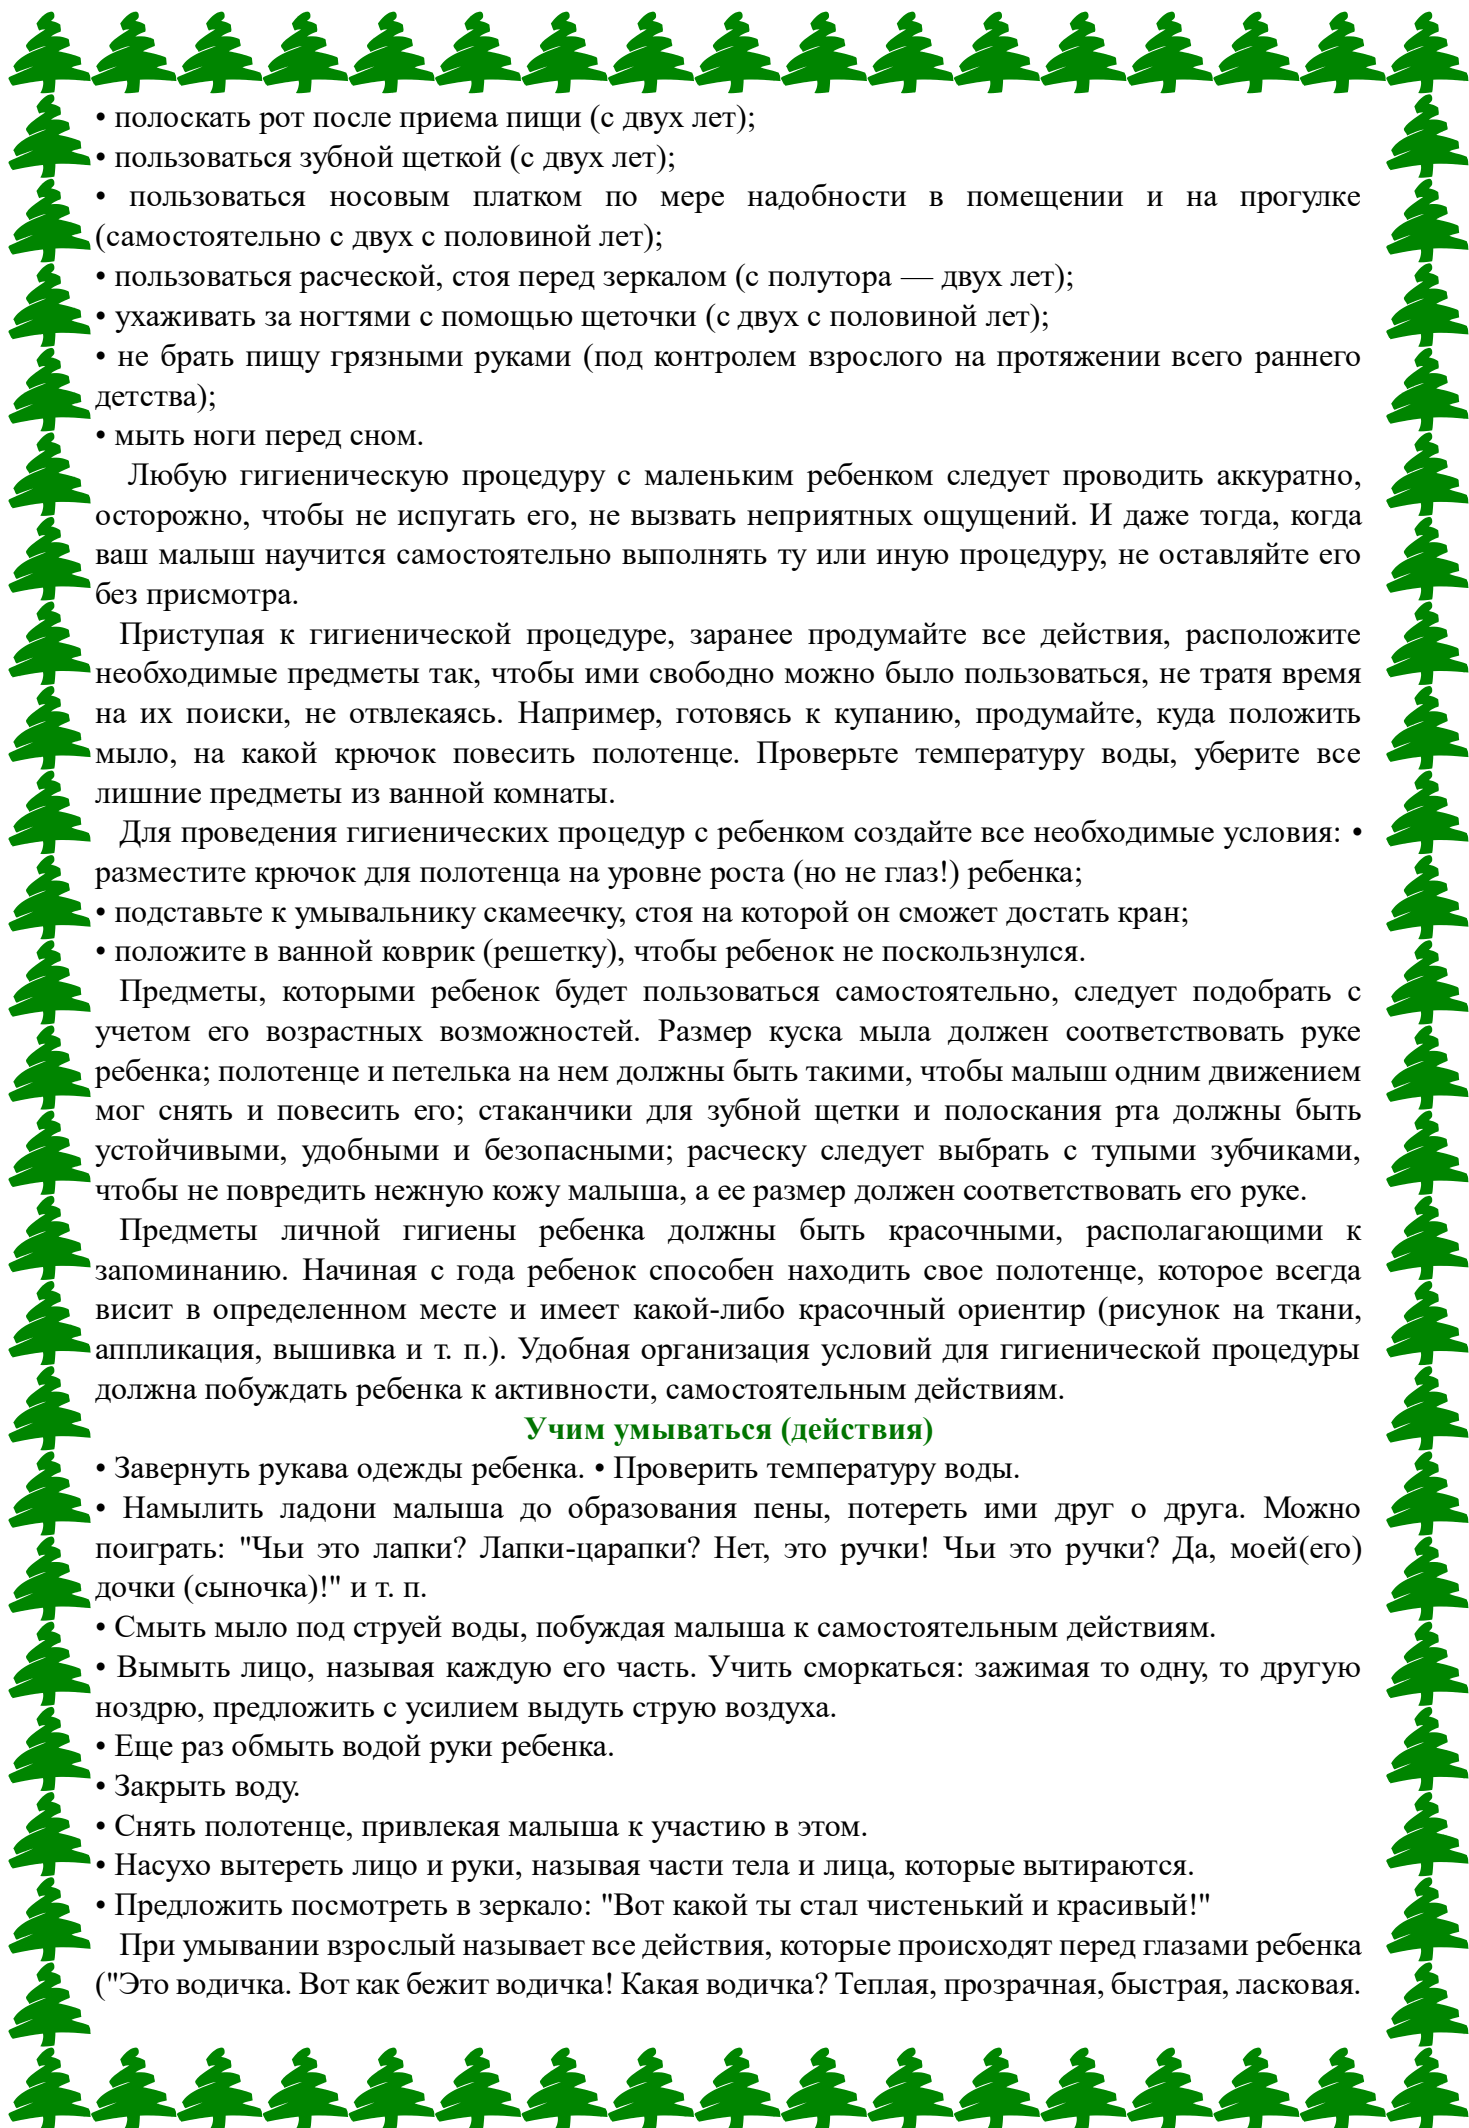 • полоскать рот после приема пищи (с двух лет);
• пользоваться зубной щеткой (с двух лет);
• пользоваться носовым платком по мере надобности в помещении и на прогулке
(самостоятельно с двух с половиной лет);
• пользоваться расческой, стоя перед зеркалом (с полутора — двух лет);
• ухаживать за ногтями с помощью щеточки (с двух с половиной лет);
• не брать пищу грязными руками (под контролем взрослого на протяжении всего раннего
детства);
• мыть ноги перед сном.
Любую гигиеническую процедуру с маленьким ребенком следует проводить аккуратно,
осторожно, чтобы не испугать его, не вызвать неприятных ощущений. И даже тогда, когда
ваш малыш научится самостоятельно выполнять ту или иную процедуру, не оставляйте его
без присмотра.
Приступая к гигиенической процедуре, заранее продумайте все действия, расположите
необходимые предметы так, чтобы ими свободно можно было пользоваться, не тратя время
на их поиски, не отвлекаясь. Например, готовясь к купанию, продумайте, куда положить
мыло, на какой крючок повесить полотенце. Проверьте температуру воды, уберите все
лишние предметы из ванной комнаты.
Для проведения гигиенических процедур с ребенком создайте все необходимые условия: •
разместите крючок для полотенца на уровне роста (но не глаз!) ребенка;
• подставьте к умывальнику скамеечку, стоя на которой он сможет достать кран;
• положите в ванной коврик (решетку), чтобы ребенок не поскользнулся.
Предметы, которыми ребенок будет пользоваться самостоятельно, следует подобрать с
учетом его возрастных возможностей. Размер куска мыла должен соответствовать руке
ребенка; полотенце и петелька на нем должны быть такими, чтобы малыш одним движением
мог снять и повесить его; стаканчики для зубной щетки и полоскания рта должны быть
устойчивыми, удобными и безопасными; расческу следует выбрать с тупыми зубчиками,
чтобы не повредить нежную кожу малыша, а ее размер должен соответствовать его руке.
Предметы личной гигиены ребенка должны быть красочными, располагающими к
запоминанию. Начиная с года ребенок способен находить свое полотенце, которое всегда
висит в определенном месте и имеет какой-либо красочный ориентир (рисунок на ткани,
аппликация, вышивка и т. п.). Удобная организация условий для гигиенической процедуры
должна побуждать ребенка к активности, самостоятельным действиям.
Учим умываться (действия)
• Завернуть рукава одежды ребенка. • Проверить температуру воды.
• Намылить ладони малыша до образования пены, потереть ими друг о друга. Можно
поиграть: "Чьи это лапки? Лапки-царапки? Нет, это ручки! Чьи это ручки? Да, моей(его)
дочки (сыночка)!" и т. п.
• Смыть мыло под струей воды, побуждая малыша к самостоятельным действиям.
• Вымыть лицо, называя каждую его часть. Учить сморкаться: зажимая то одну, то другую
ноздрю, предложить с усилием выдуть струю воздуха.
• Еще раз обмыть водой руки ребенка.
• Закрыть воду.
• Снять полотенце, привлекая малыша к участию в этом.
• Насухо вытереть лицо и руки, называя части тела и лица, которые вытираются.
• Предложить посмотреть в зеркало: "Вот какой ты стал чистенький и красивый!"
При умывании взрослый называет все действия, которые происходят перед глазами ребенка
("Это водичка. Вот как бежит водичка! Какая водичка? Теплая, прозрачная, быстрая, ласковая.